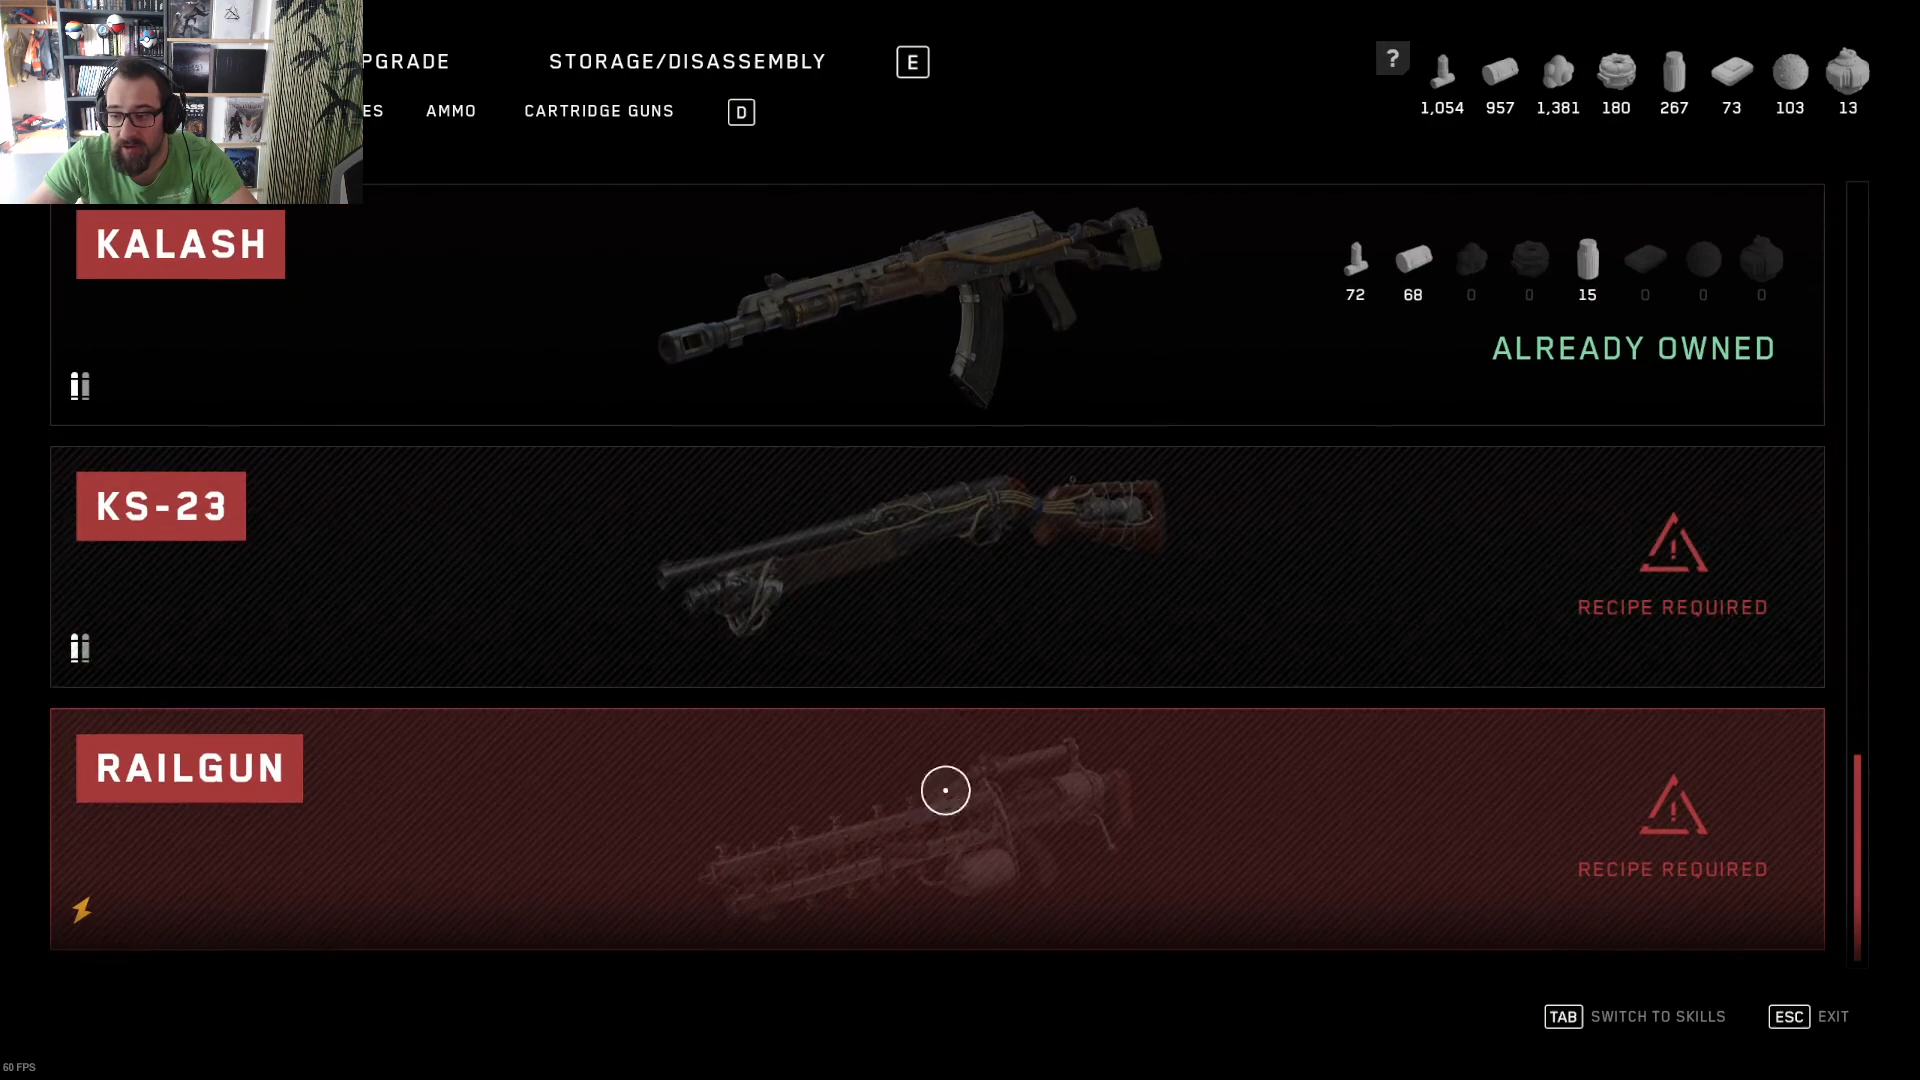 PGRADE STORAGE/DISASSEMBLY E
?
ES AMMO CARTRIDGE GUNS D
1,054 957 1,381 180 267 73 103 13
KALASH
72 68 0 0 15 0 0 0
ALREADY OWNED
KS-23
RECIPE REQUIRED
RAILGUN
RECIPE REQUIRED
TAB SWITCH TO SKILLS ESC EXIT
60 FPS